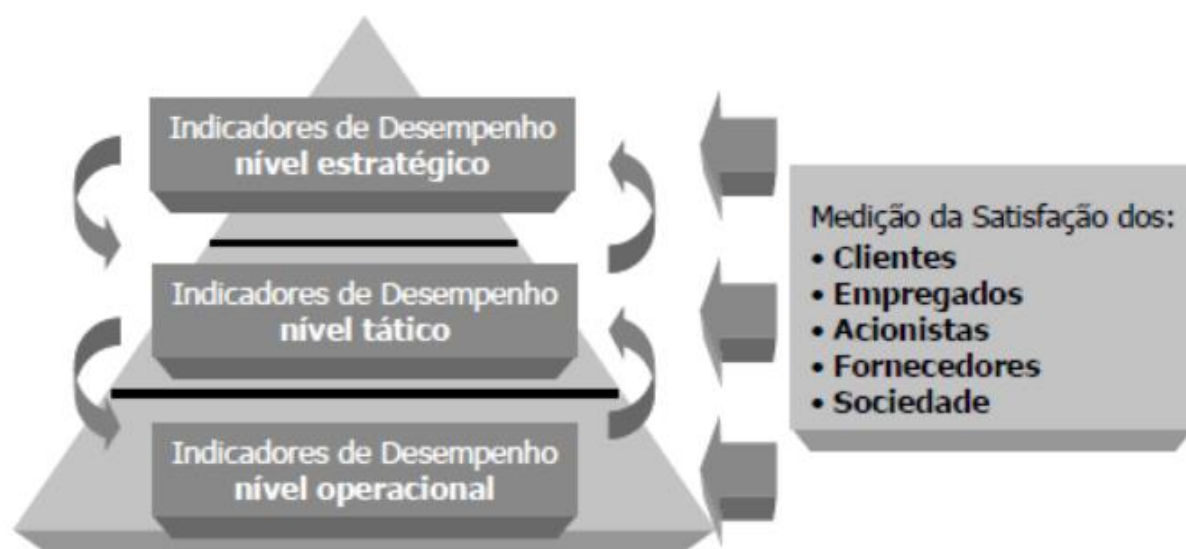 Indicadores de Desempenho
nível estratégico
Indicadores de Desempenho
nível tático
Indicadores de Desempenho
nível operacional
Medição da Satisfação dos:
• Clientes
• Empregados
• Acionistas
• Fornecedores
• Sociedade